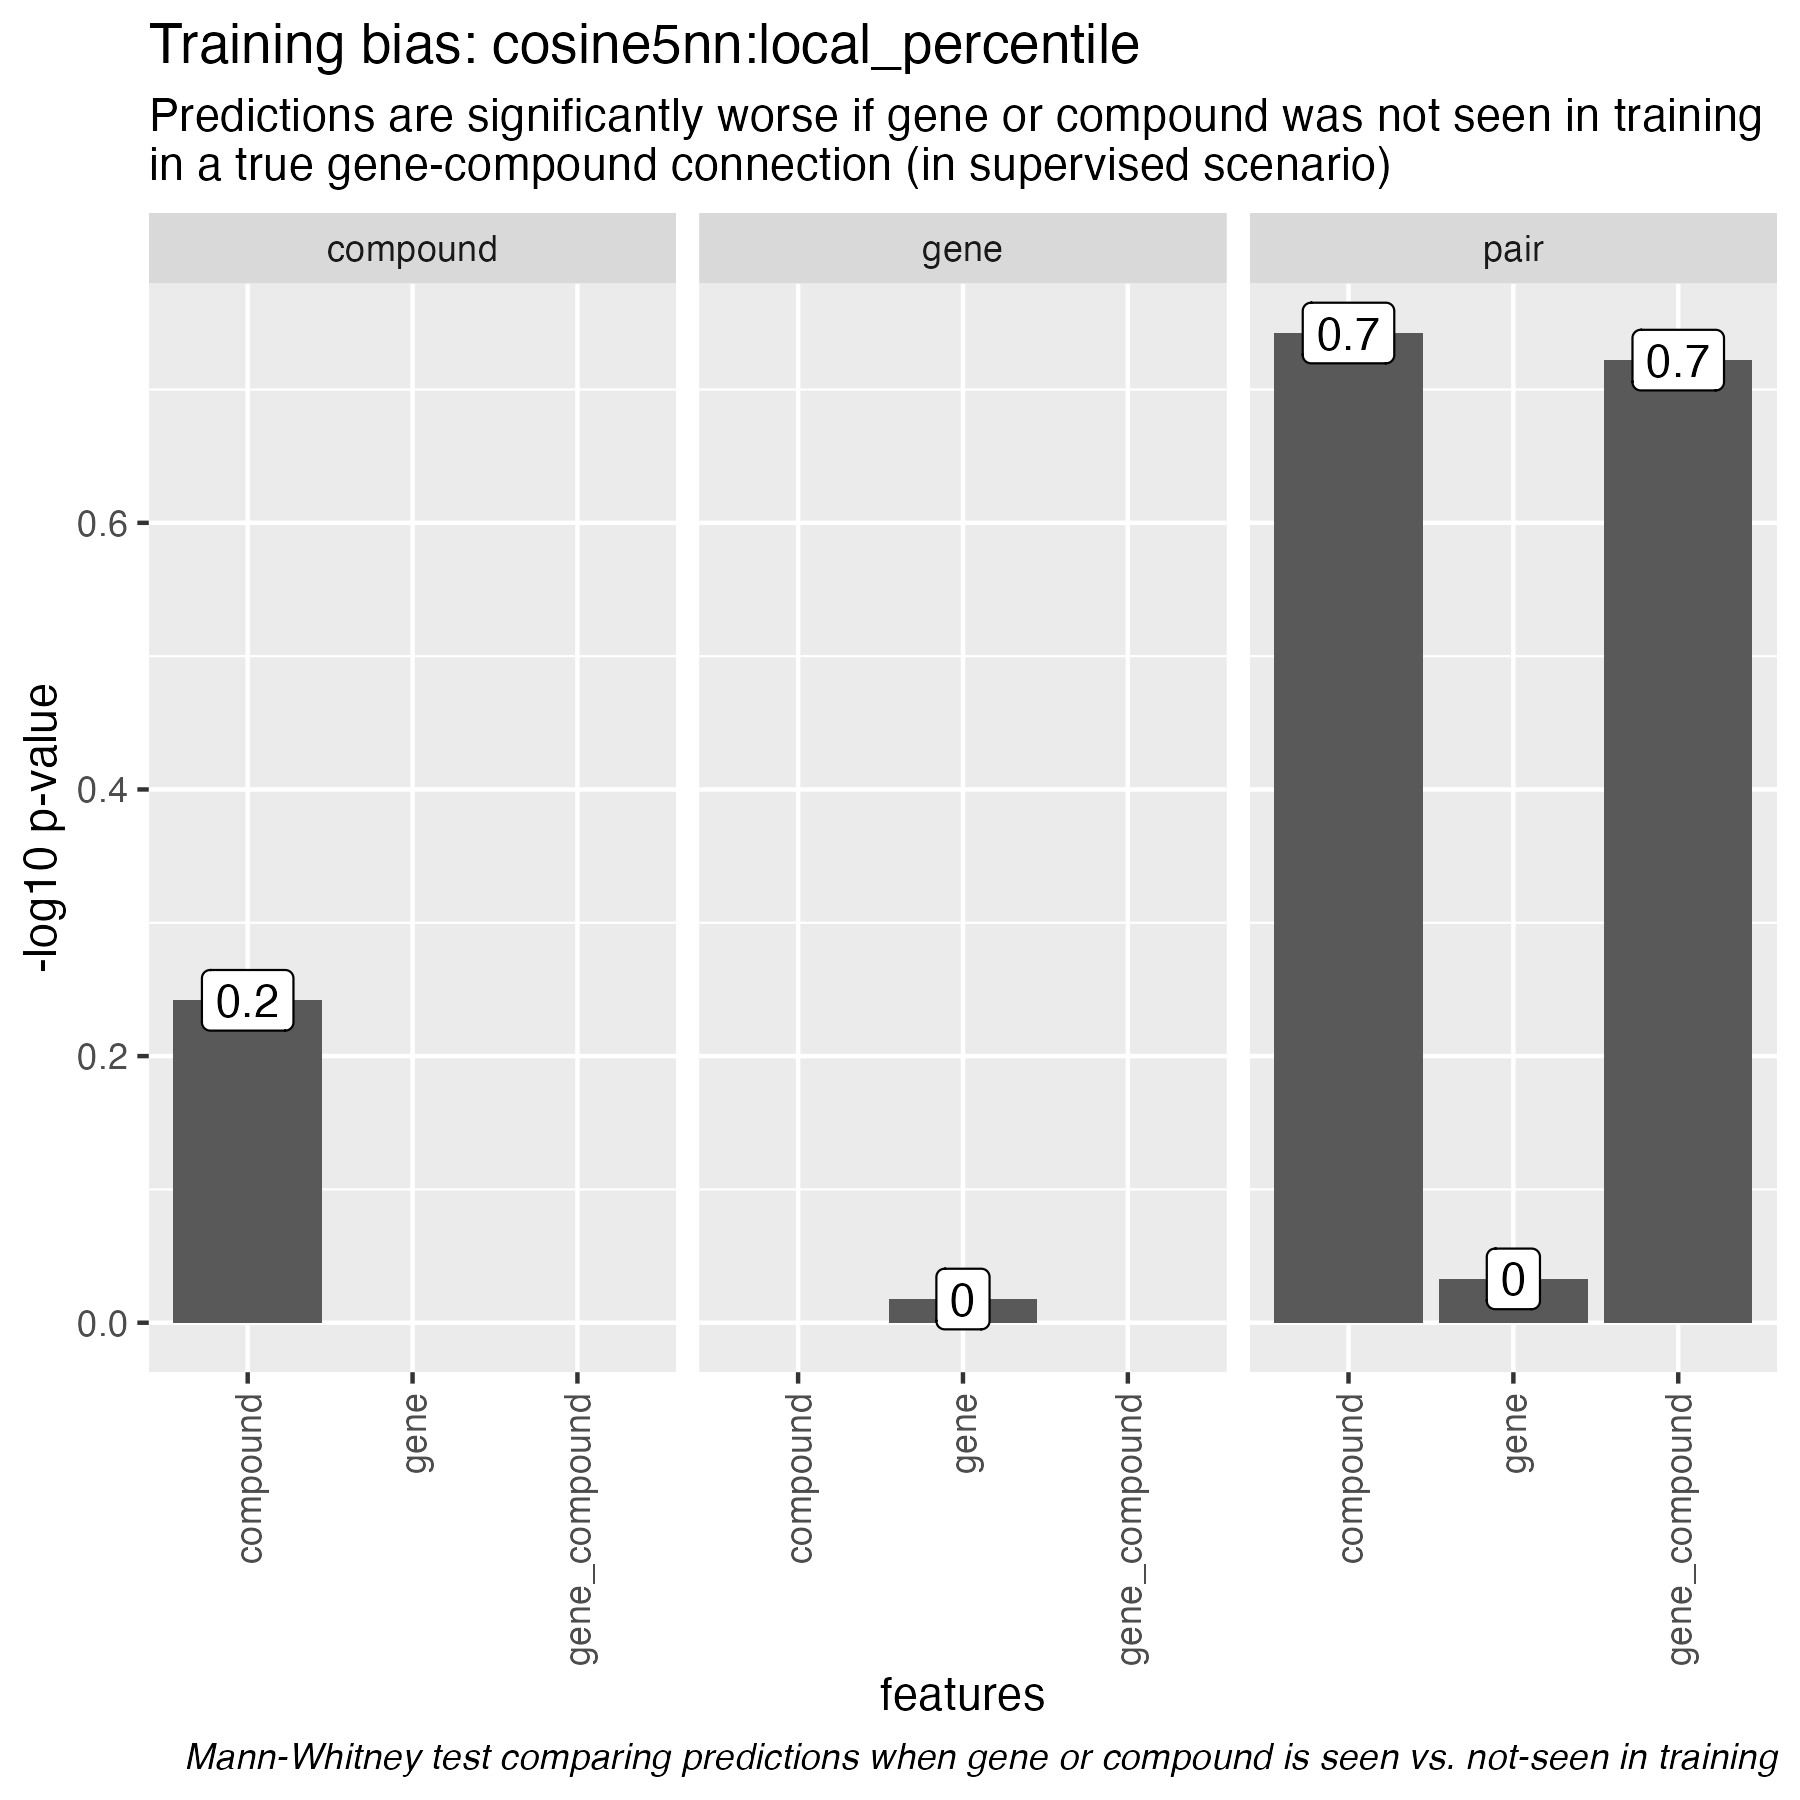 Training bias: cosine5nn:local_percentile
Predictions are significantly worse if gene or compound was not seen in training
in a true gene-compound connection (in supervised scenario)
compound
gene
pair
-log10 p-value
0.6
0.4
0.2
0.0
0.2
0
0.7
0
0.7
compound
gene
gene_compound
compound
gene
gene_compound
compound
gene
gene_compound
features
Mann-Whitney test comparing predictions when gene or compound is seen vs. not-seen in training